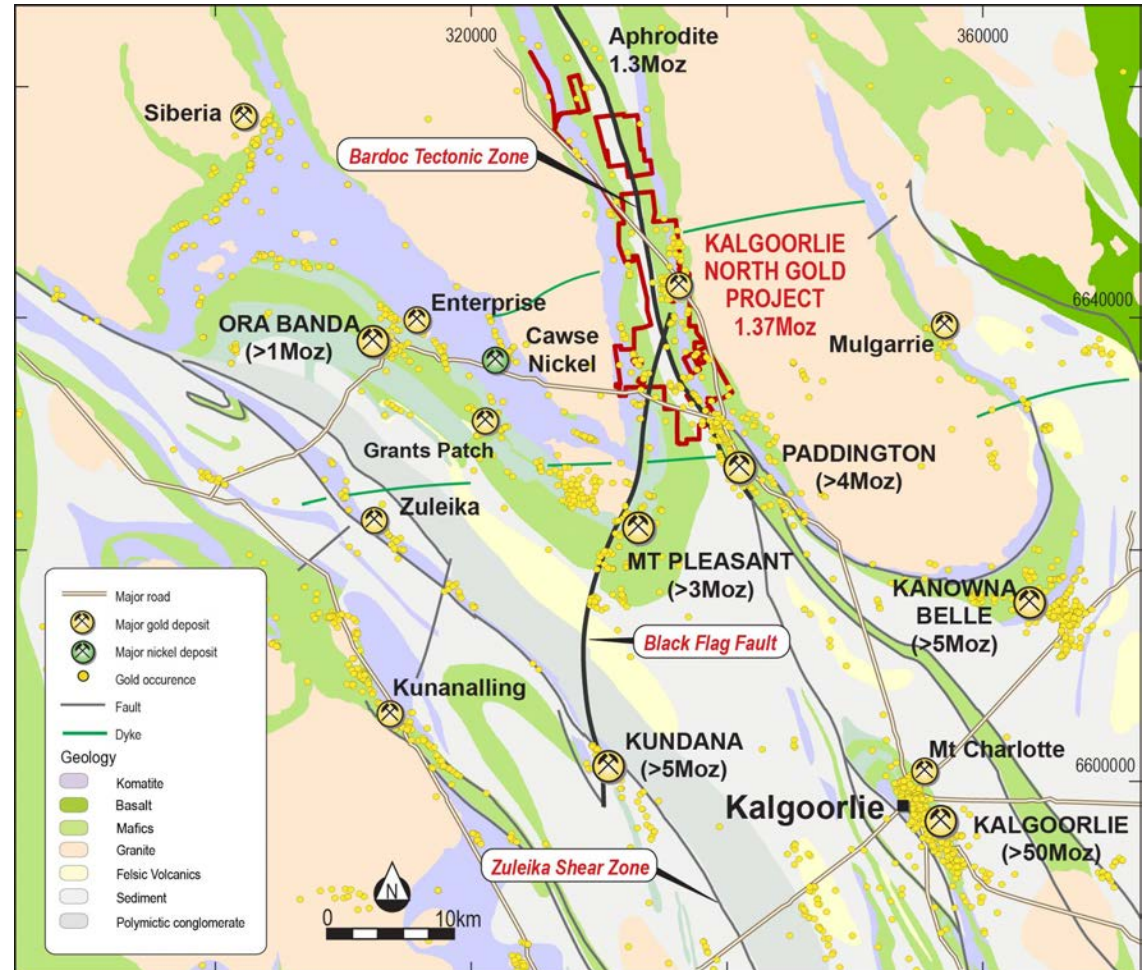 320000
360000
Aphrodite
1.3Moz
Siberia
Bardoc Tectonic Zone
KALGOORLIE
NORTH GOLD
PROJECT
1.37Moz
6640000
Enterprise
ORA BANDA
(>1Moz)
Cawse
Nickel
Mulgarrie
Grants Patch
PADDINGTON
(>4Moz)
Zuleika
MT PLEASANT
(>3Moz)
KANOWNA
BELLE
(>5Moz)
Black Flag Fault
Kunanalling
KUNDANA
(>5Moz)
Mt Charlotte
6600000
Kalgoorlie
KALGOORLIE
(>50Moz)
Zuleika Shear Zone
Major road
Major gold deposit
Major nickel deposit
Gold occurence
Fault
Dyke
Geology
Komatite
Basalt
Mafics
Granite
Felsic Volcanics
Sediment
Polymictic conglomerate
N
0 10km